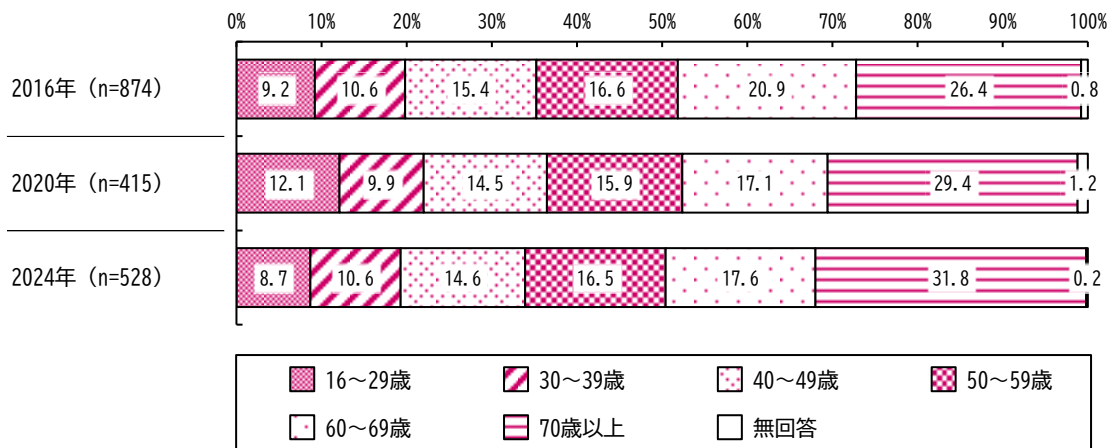 0% 10% 20% 30% 40% 50% 60% 70% 80% 90% 100%
2016年 (n=874) 9.2 10.6 15.4 16.6 20.9 26.4 0.8
2020年 (n=415) 12.1 9.9 14.5 15.9 17.1 29.4 1.2
2024年 (n=528) 8.7 10.6 14.6 16.5 17.6 31.8 0.2
16～29歳 30～39歳 40～49歳 50～59歳
60～69歳 70歳以上 無回答